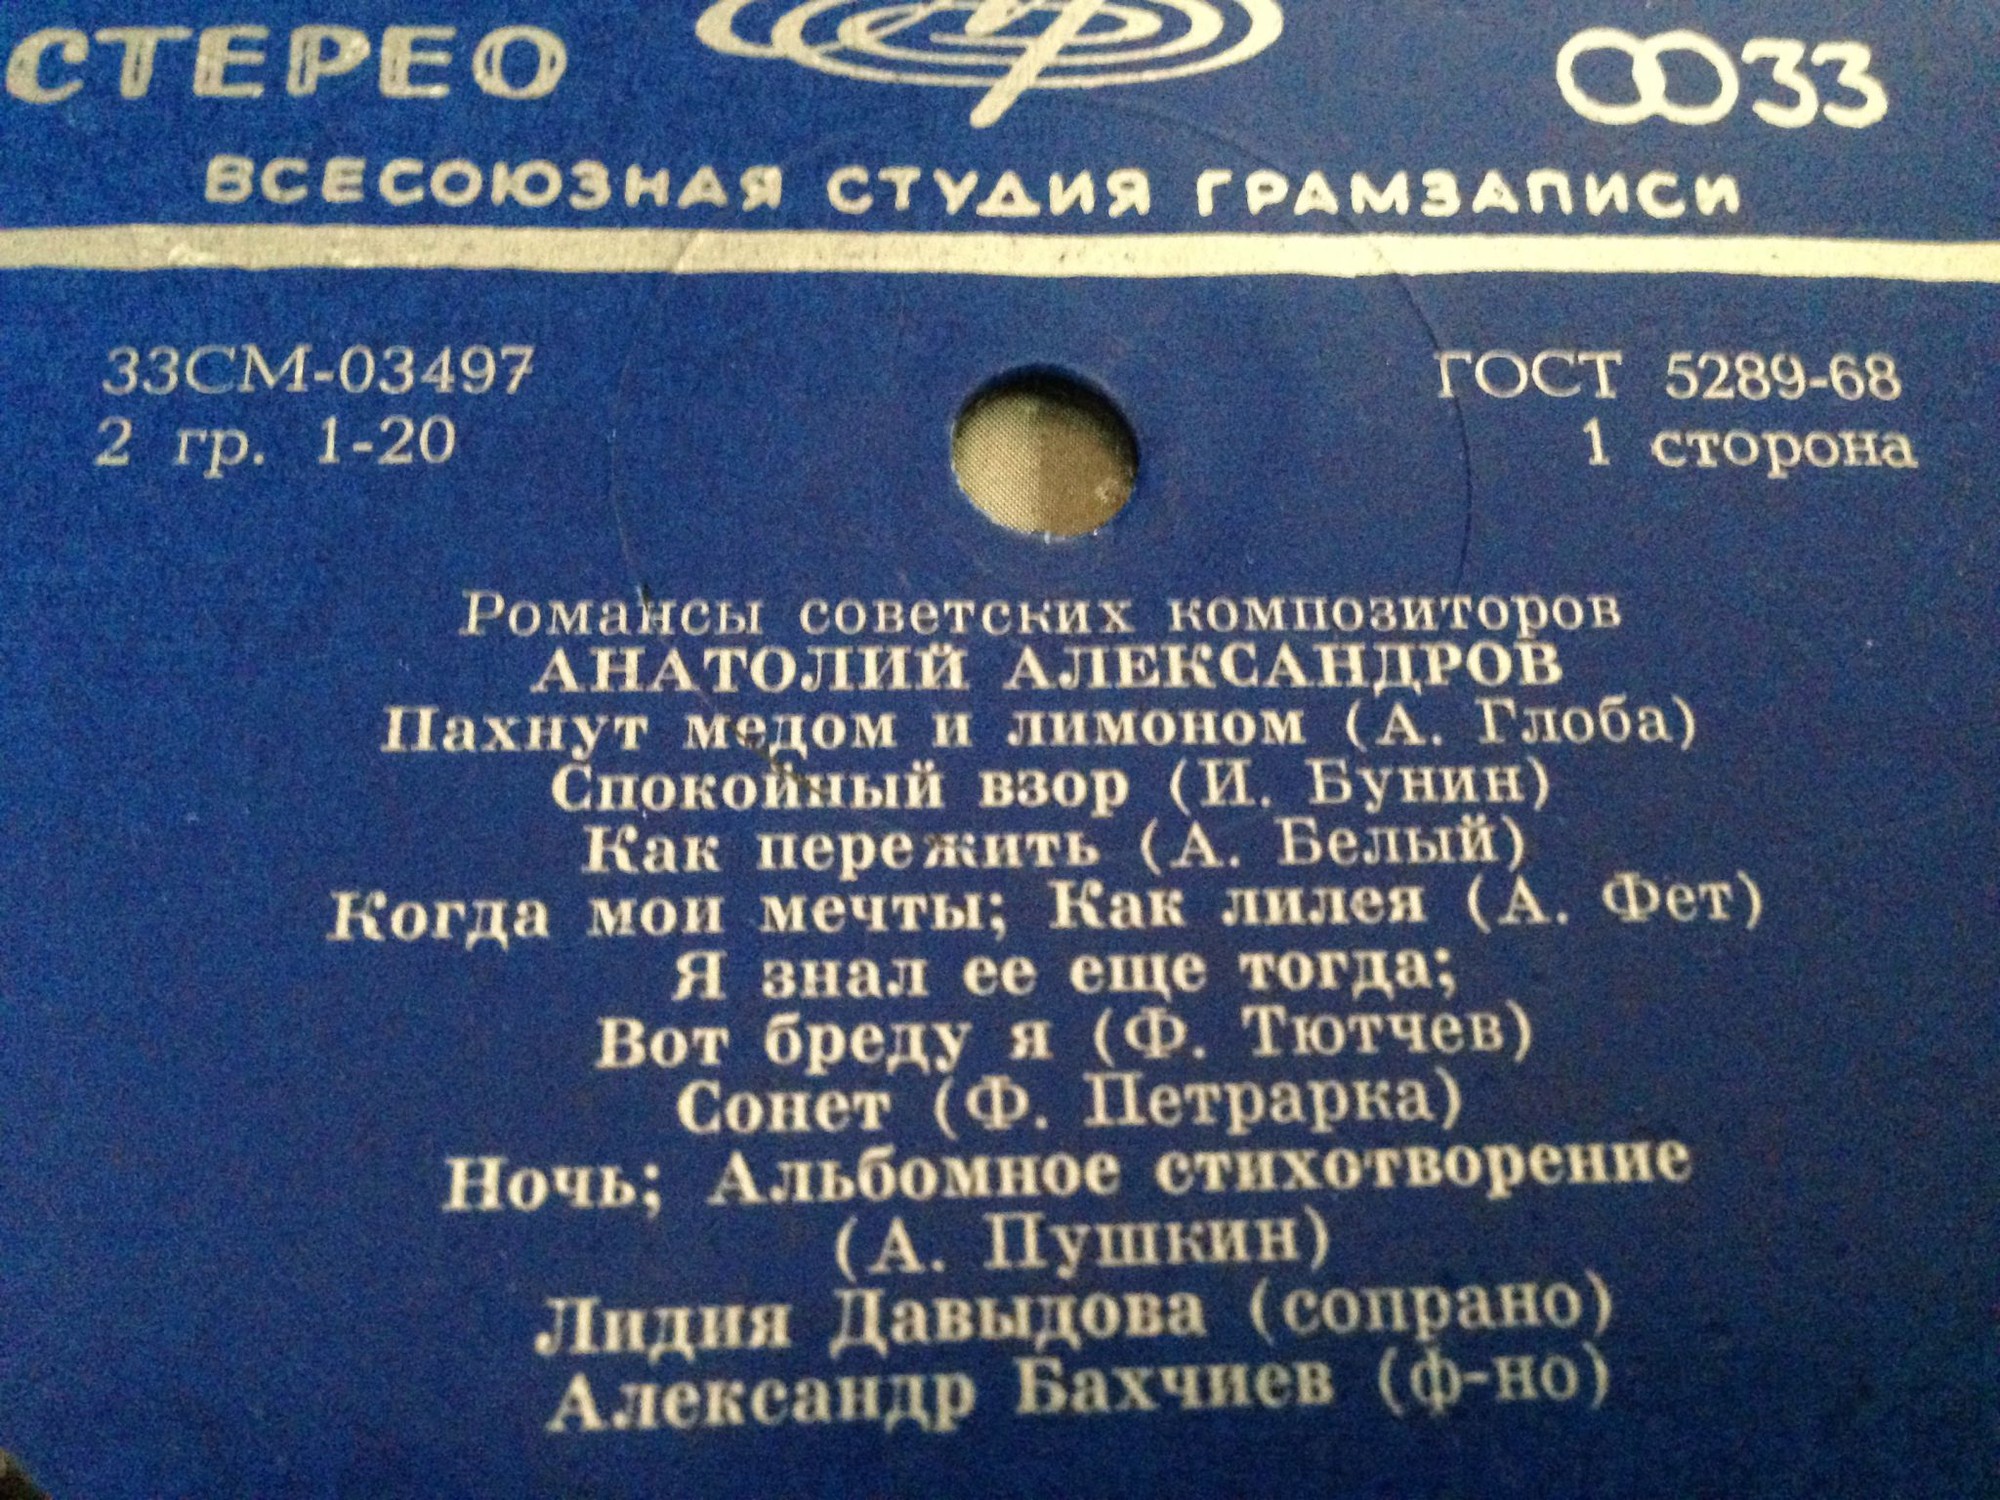 СТЕРЕО
33
ВСЕСОЮЗНАЯ СТУДИЯ ГРАМЗАПИСИ
33СМ-03497
ГОСТ 5289-68
2 гр. 1-20
1 сторона
Романсы советских композиторов
АНАТОЛИЙ АЛЕКСАНДРОВ
Пахнут медом и лимоном (А. Глоба)
Спокойный взор (И. Бунин)
Как пережить (А. Белый)
Когда мои мечты; Как лилея (А. Фет)
Я знал ее еще тогда;
Вот бреду я (Ф. Тютчев)
Сонет (Ф. Петрарка)
Ночь; Альбомное стихотворение
(А. Пушкин)
Лидия Давыдова (сопрано)
Александр Бахчиев (ф-но)